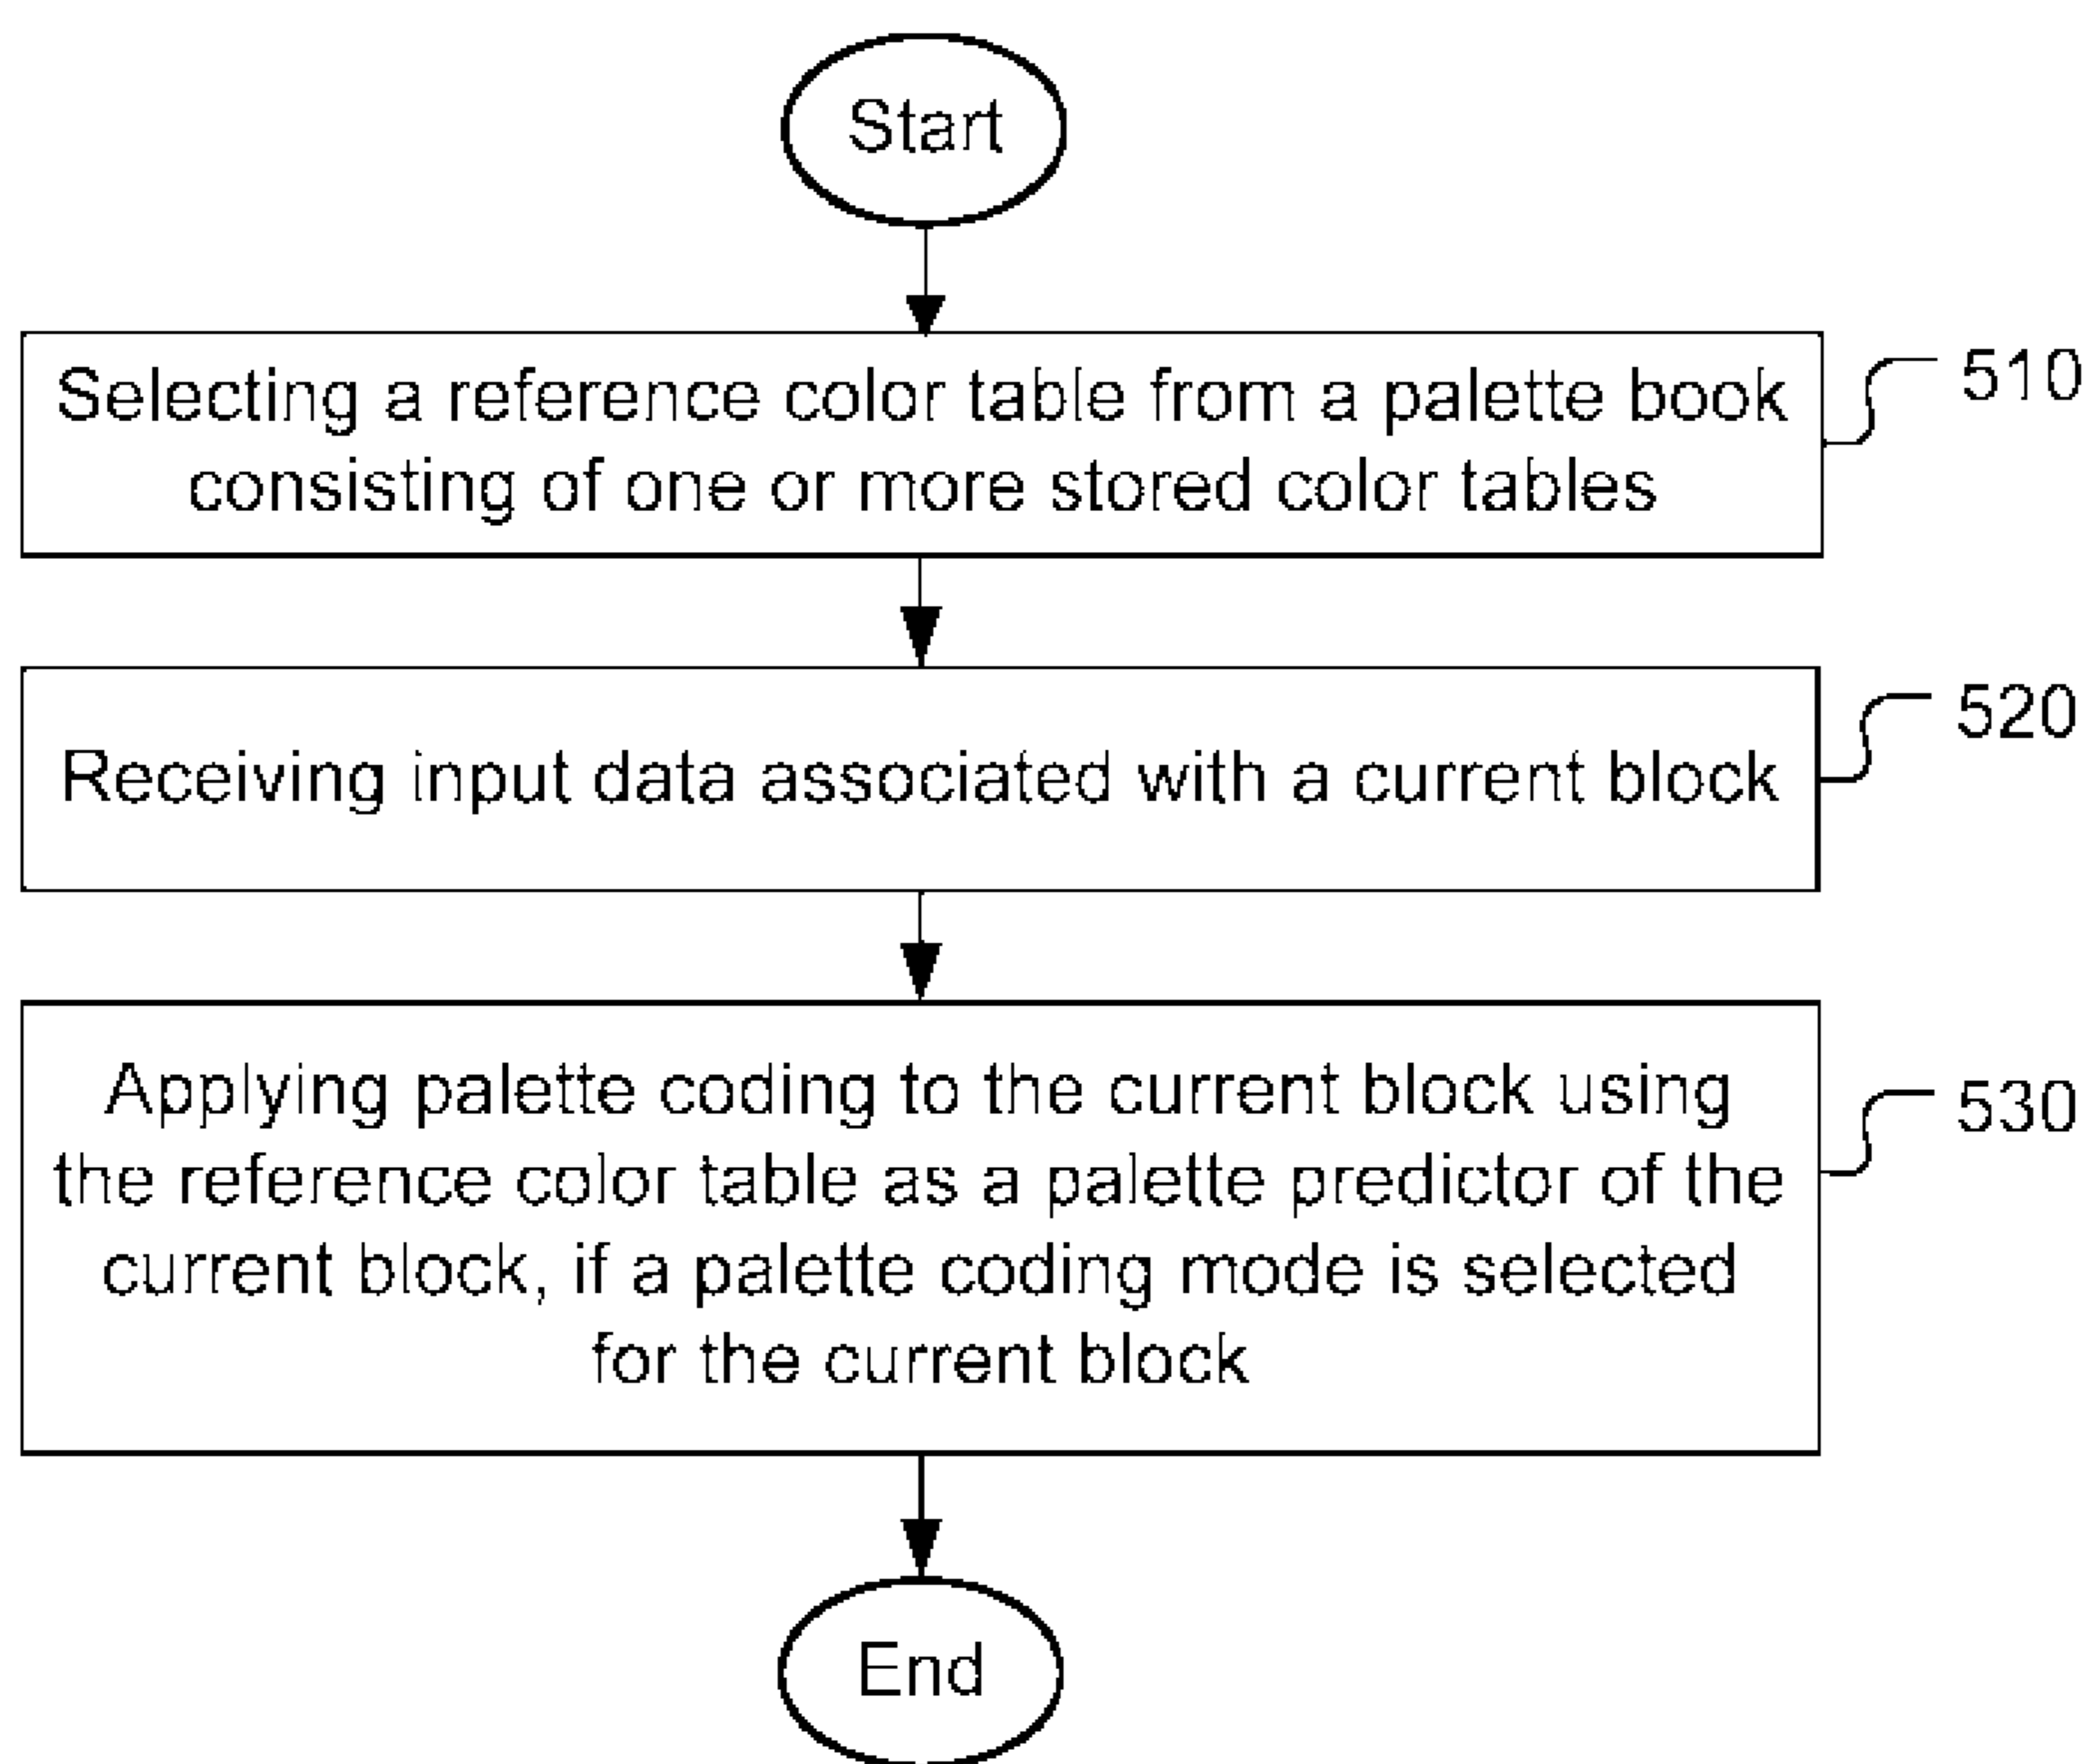 Start
Selecting a reference color table from a palette book
consisting of one or more stored color tables
510
Receiving input data associated with a current block
520
Applying palette coding to the current block using
the reference color table as a palette predictor of the
current block, if a palette coding mode is selected
for the current block
530
End